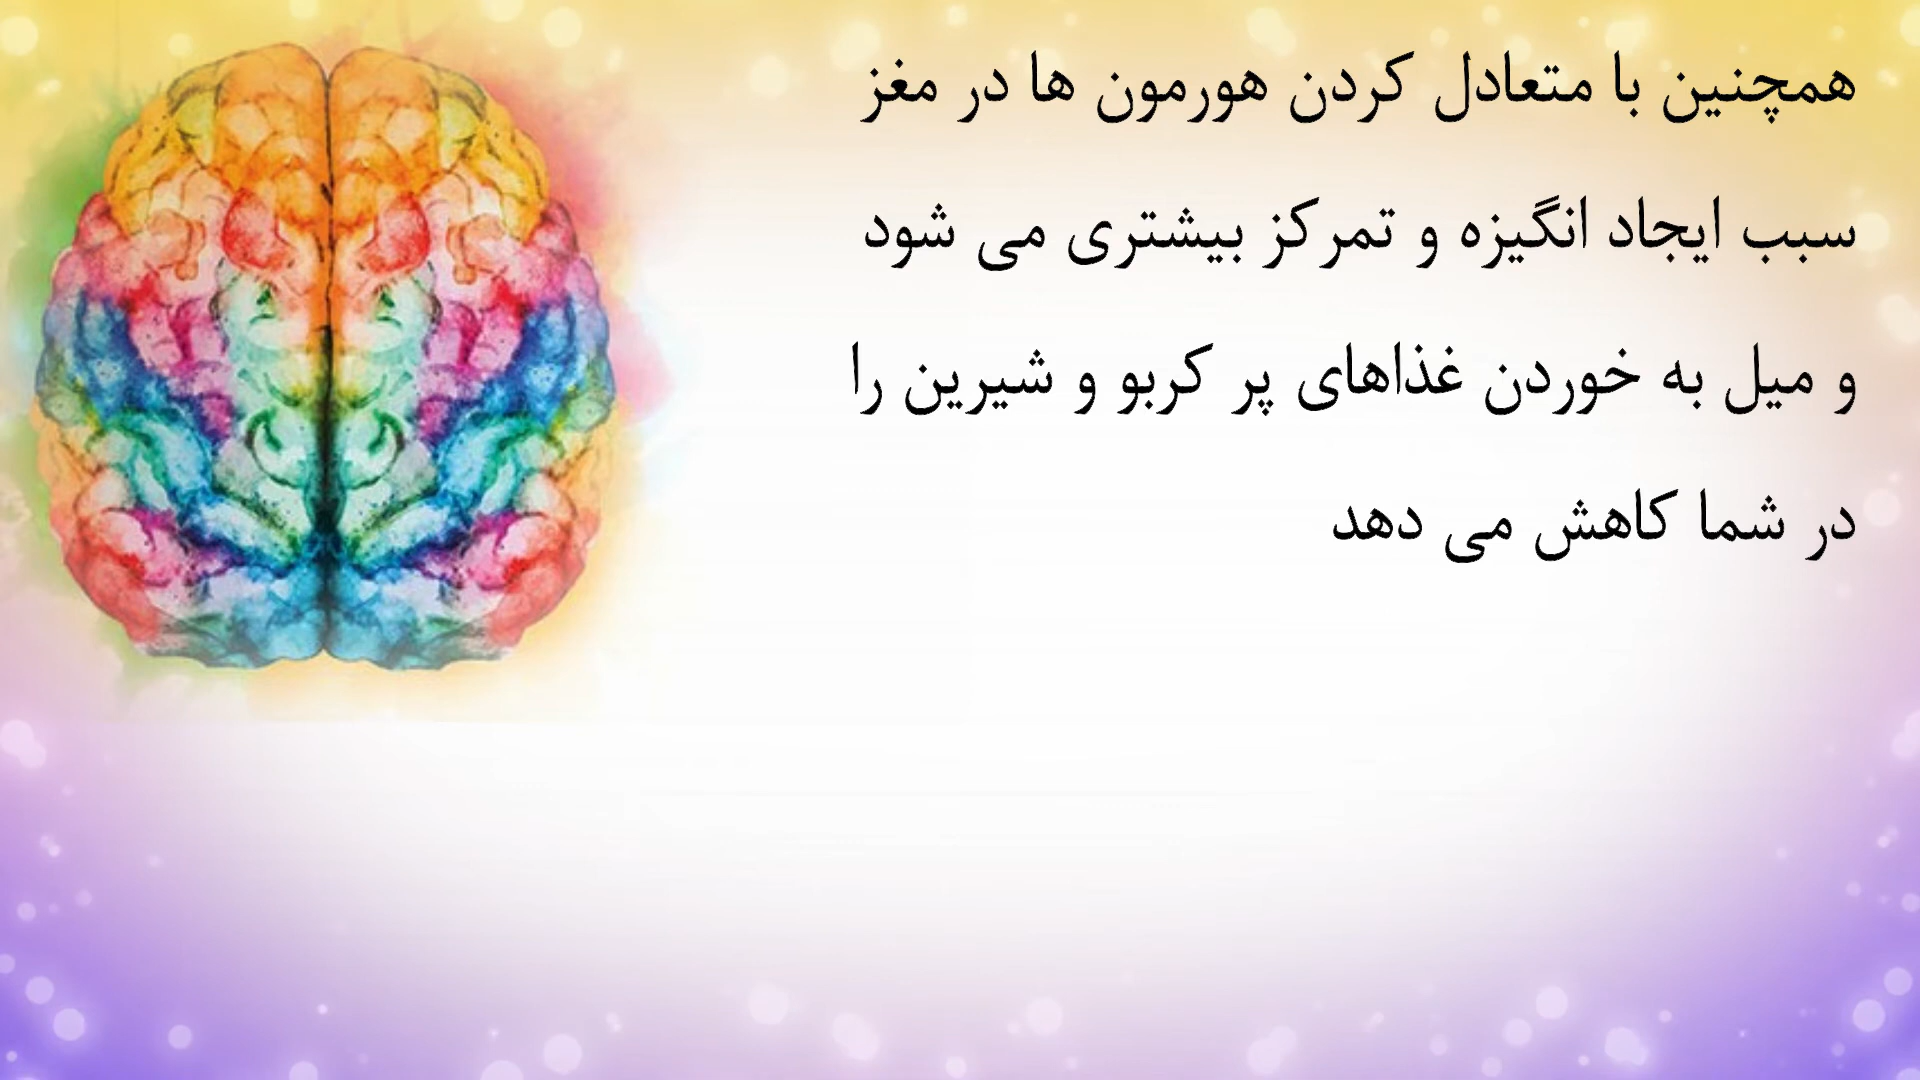 همچنین با متعادل کردن هورمون ها در مغز
سبب ایجاد انگیزه و تمرکز بیشتری می شود
و میل به خوردن غذاهای پر کربو و شیرین را
در شما کاهش می دهد